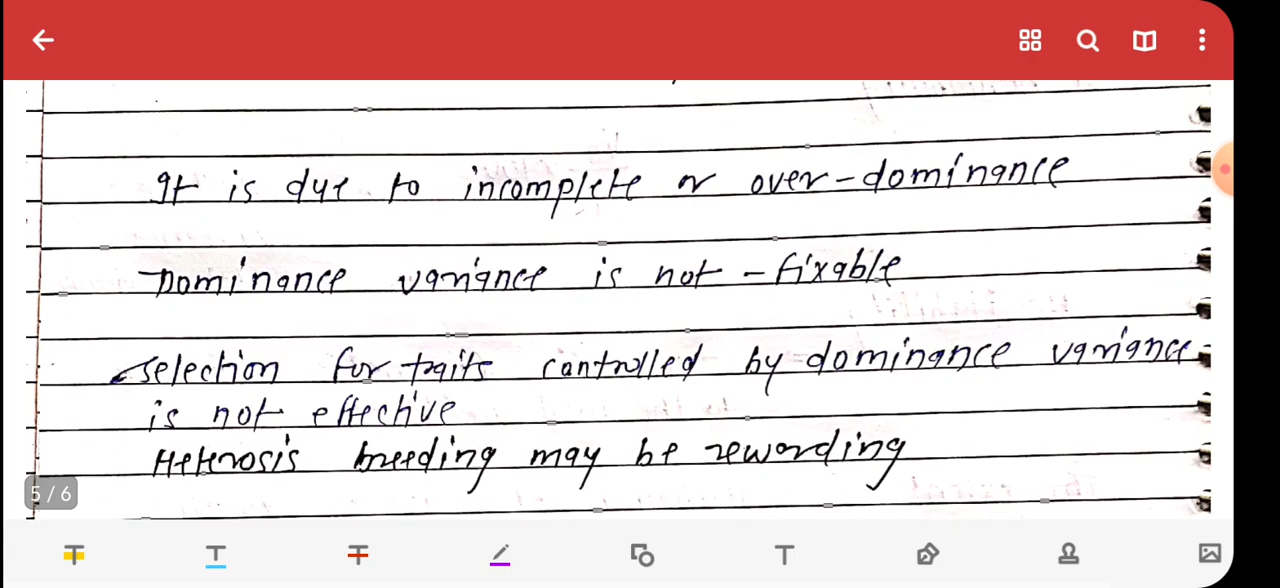 It is due to incomplete or over-dominance
Dominance variance is not - fixable
Selection for traits controlled by dominance variance
is not effective
Heterosis breeding may be rewarding
5 / 6
T
T
T
T